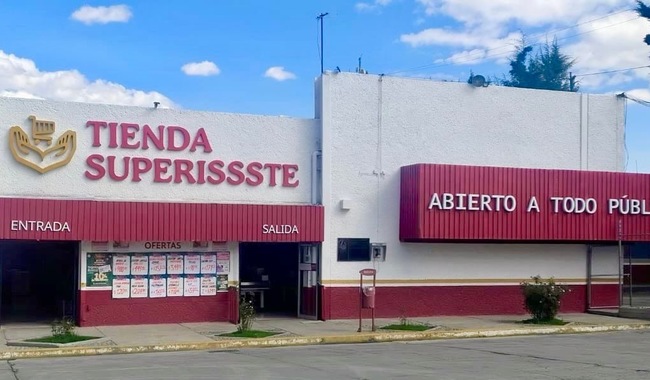 TIENDA
SUPERISSSTE
ENTRADA
SALIDA
OFERTAS
ABIERTO A TODO PÚBL